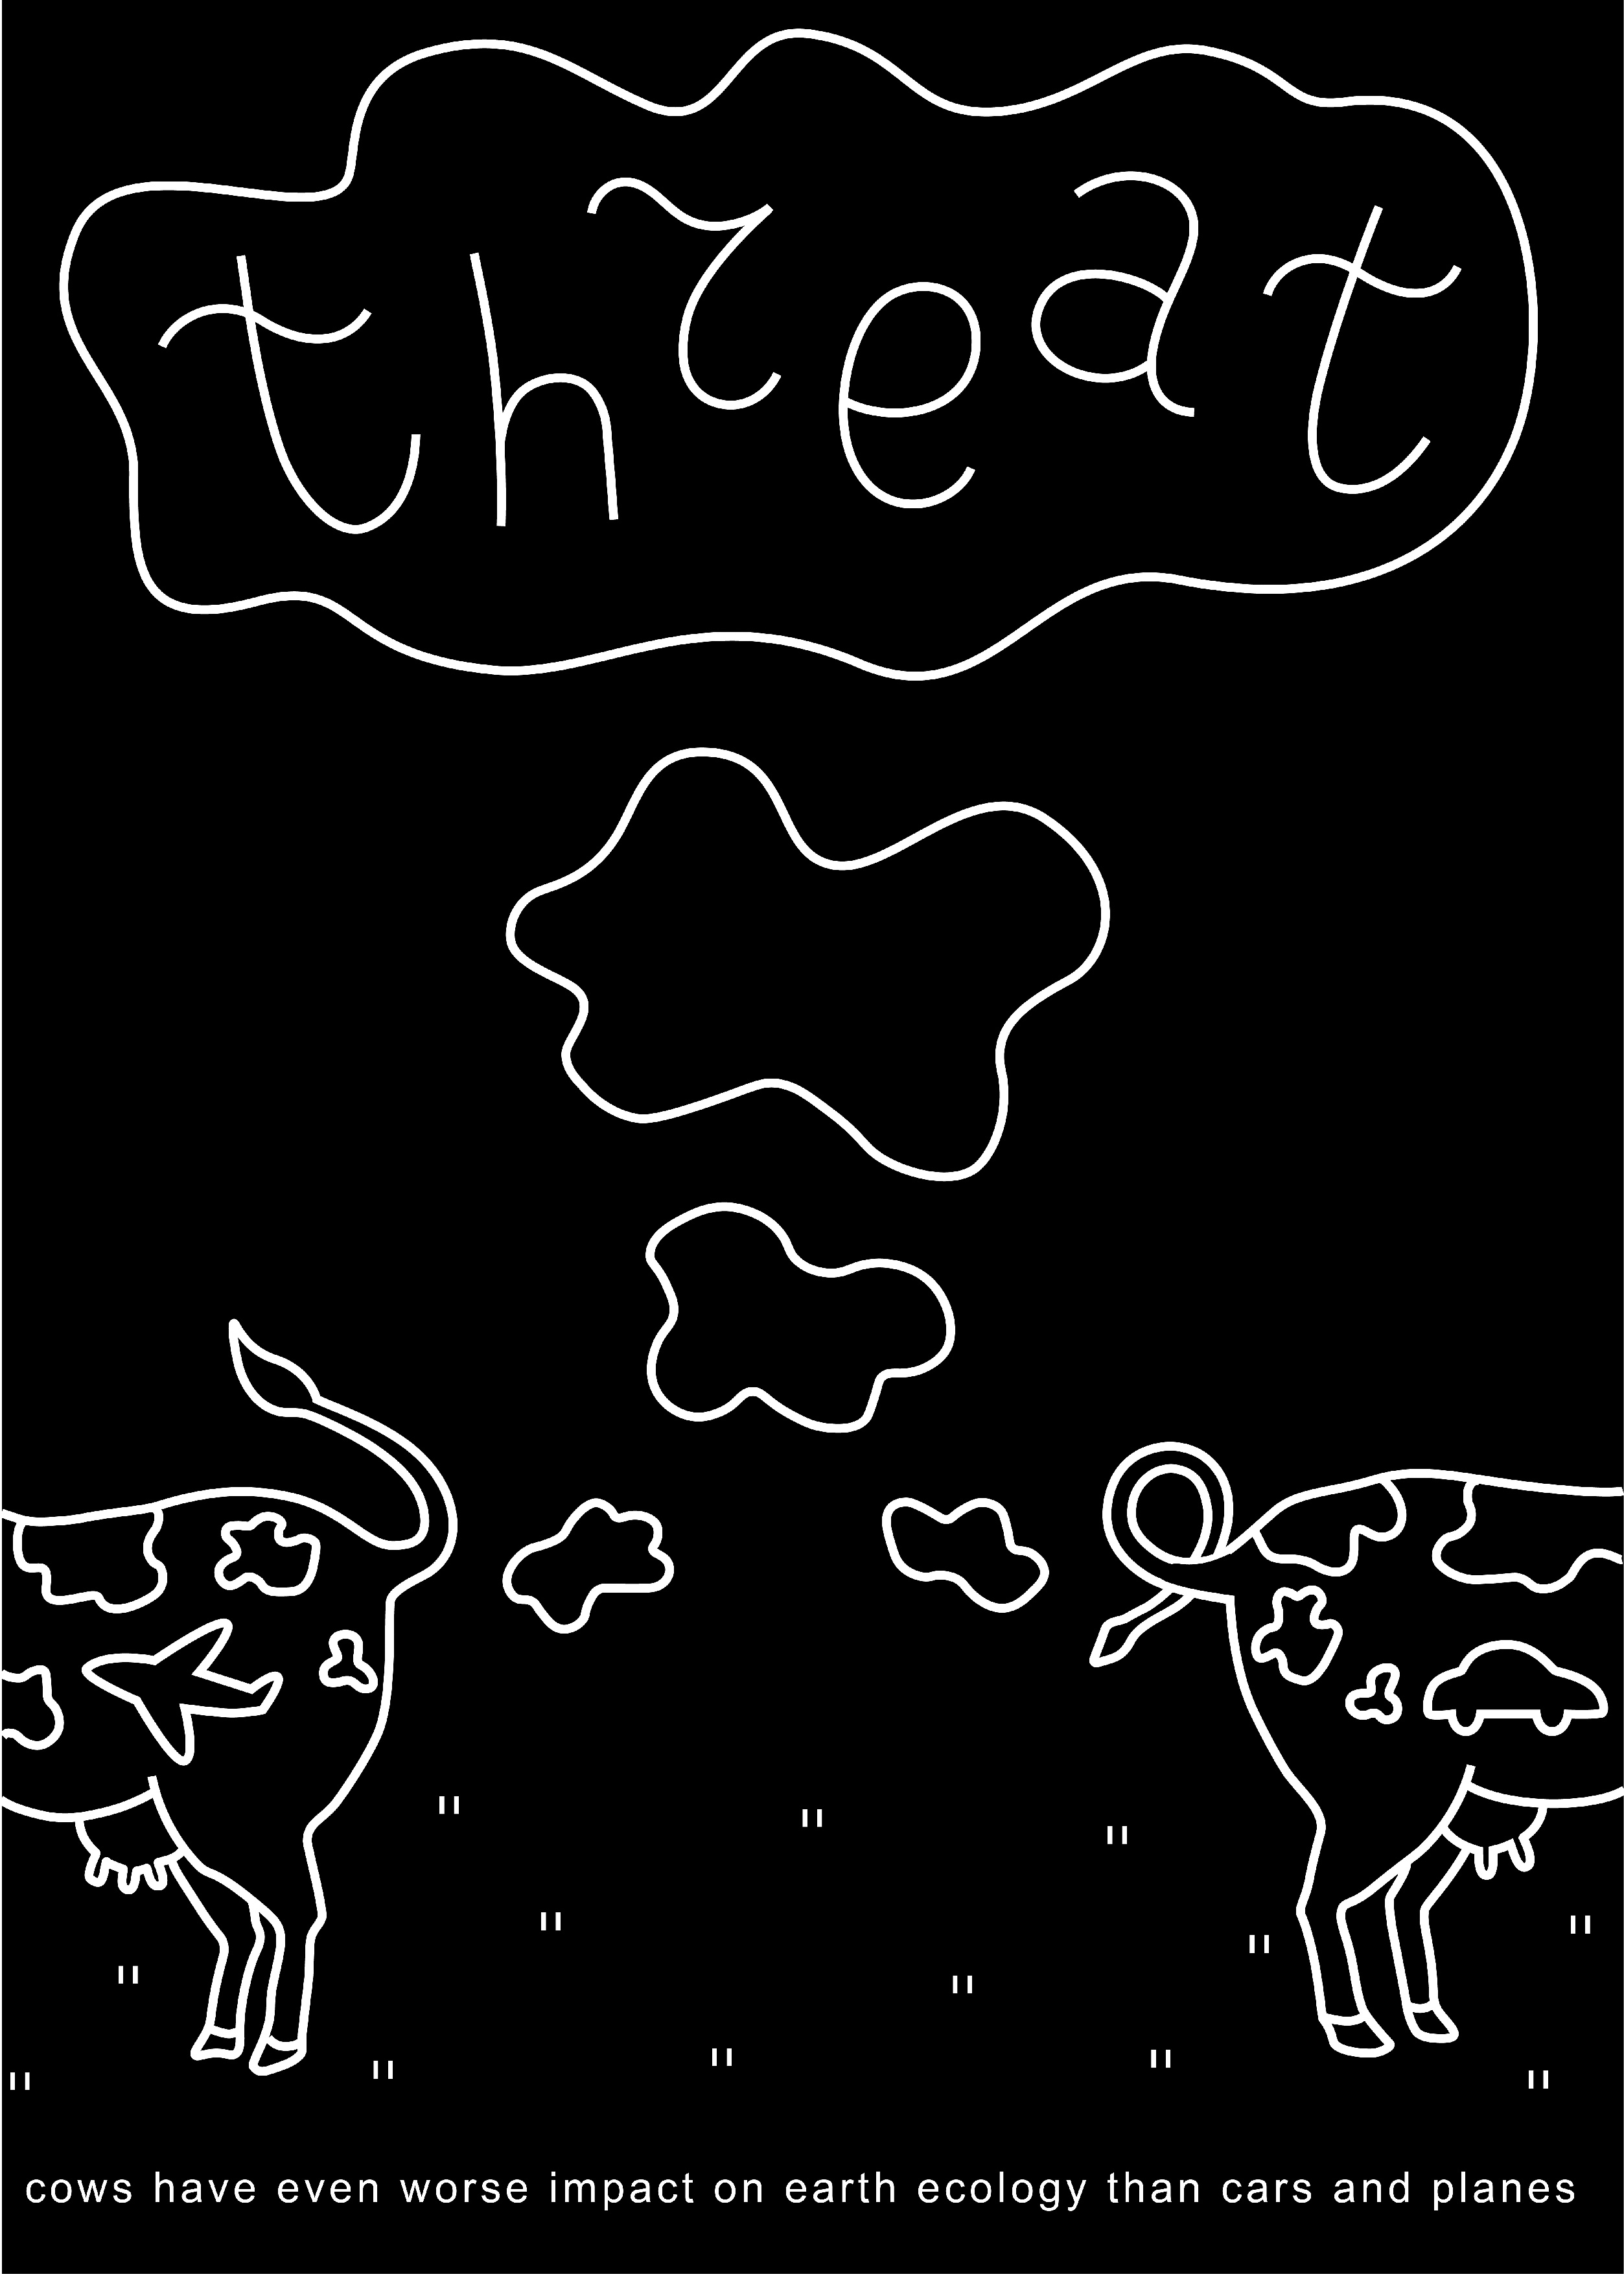 threat
cows have even worse impact on earth ecology than cars and planes